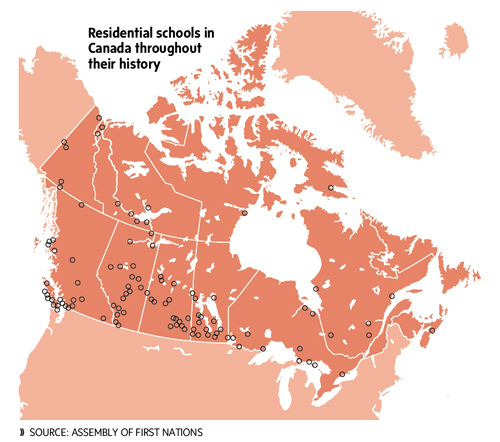 Residential schools in
Canada throughout
their history
⟫ SOURCE: ASSEMBLY OF FIRST NATIONS